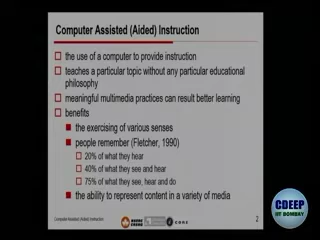 Computer Assisted (Aided) Instruction
the use of a computer to provide instruction
teaches a particular topic without any particular educational
philosophy
meaningful multimedia practices can result better learning
benefits
the exercising of various senses
people remember (Fletcher, 1990)
20% of what they hear
40% of what they see and hear
75% of what they see, hear and do
the ability to represent content in a variety of media
Computer Assisted (Aided) Instruction
2
CDEEP
IIT BOMBAY